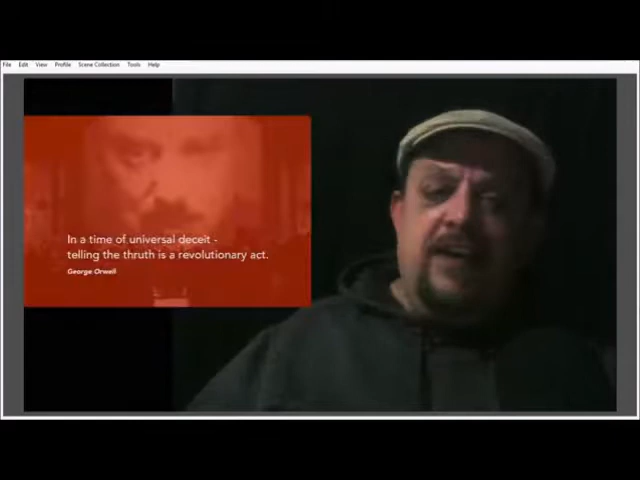 File Edit View Profile Scene Collection Tools Help
In a time of universal deceit -
telling the thruth is a revolutionary act.
George Orwell